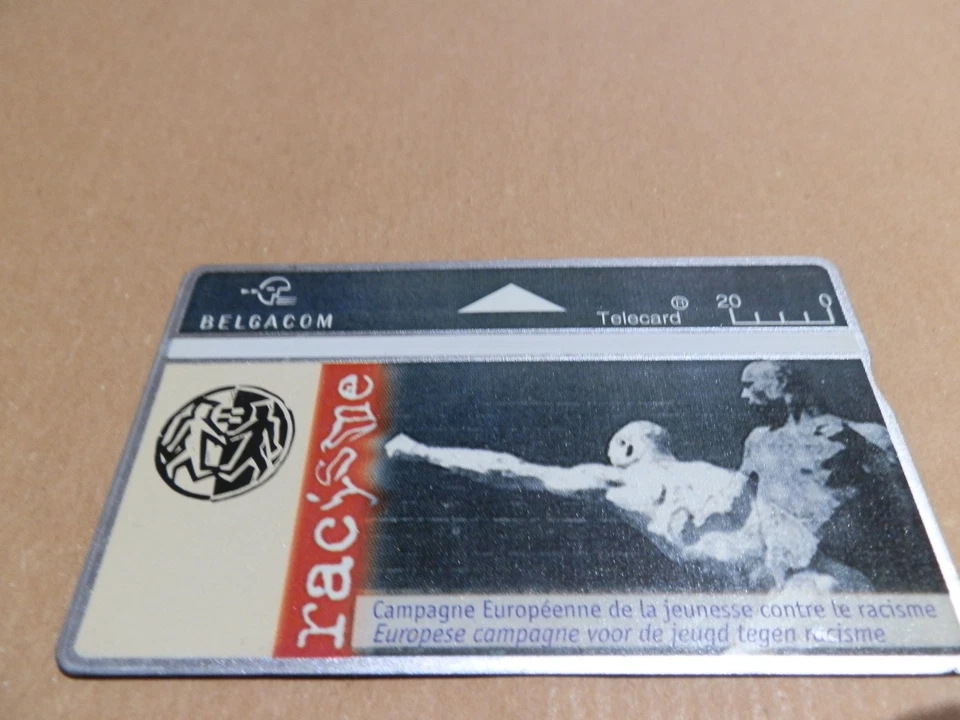 BELGACOM
Telecard®
20 0
racisme
Campagne Européenne de la jeunesse contre le racisme
Europese campagne voor de jeugd tegen racisme